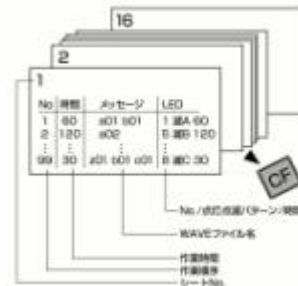 16
2
1
No 時間 メッセージ LED
1 60 a01 b01 1 滅A 60
2 120 a02 5 滅B 120
99 30 a01 b01 c01 8 滅C 30
CF
No./点灯点滅パターン/時間
WAVEファイル名
作業時間
作業順序
シートNo.